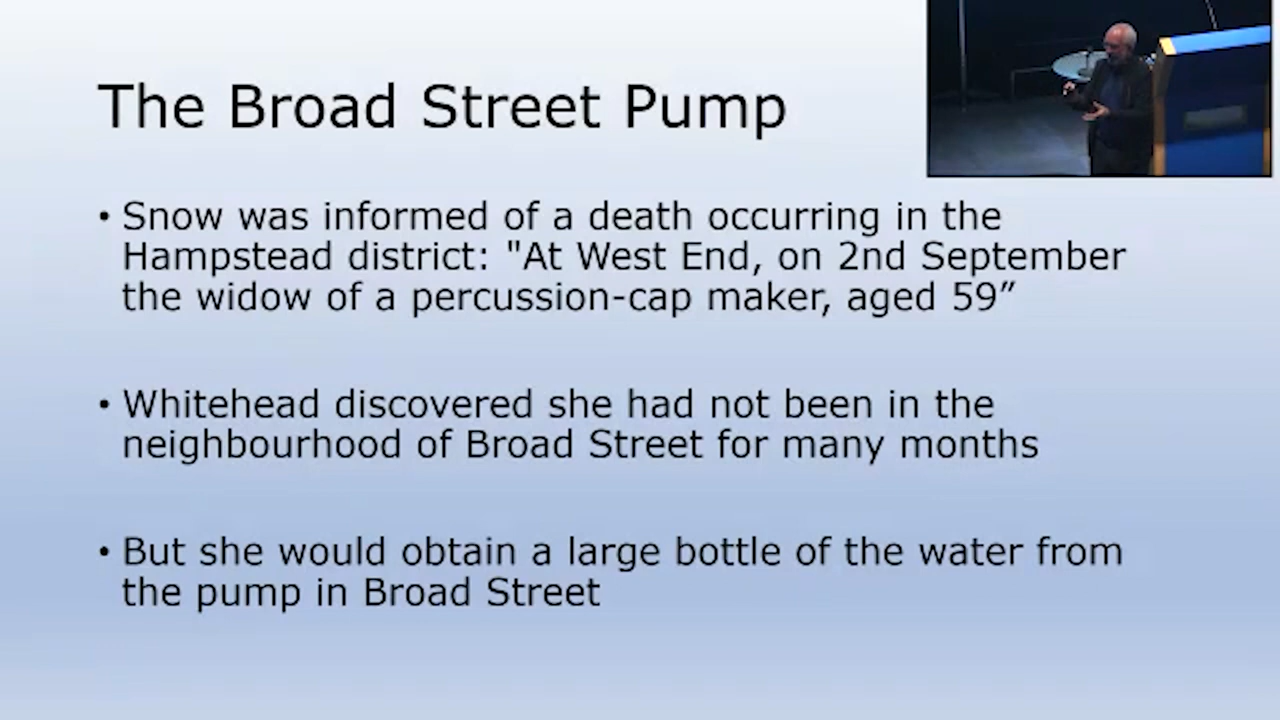 The Broad Street Pump
• Snow was informed of a death occurring in the
Hampstead district: "At West End, on 2nd September
the widow of a percussion-cap maker, aged 59”
• Whitehead discovered she had not been in the
neighbourhood of Broad Street for many months
• But she would obtain a large bottle of the water from
the pump in Broad Street